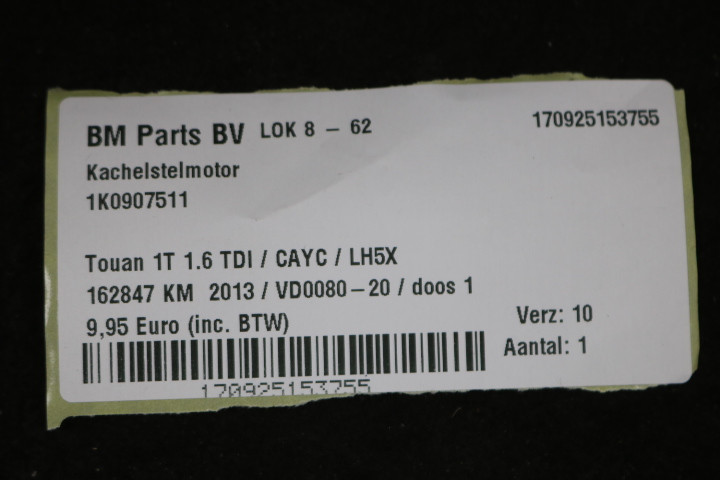 BM Parts BV LOK 8 - 62 170925153755
Kachelstelmotor
1K0907511
Touan 1T 1.6 TDI / CAYC / LH5X
162847 KM 2013 / VD0080-20 / doos 1
9,95 Euro (inc. BTW) Verz: 10
Aantal: 1
170925153755